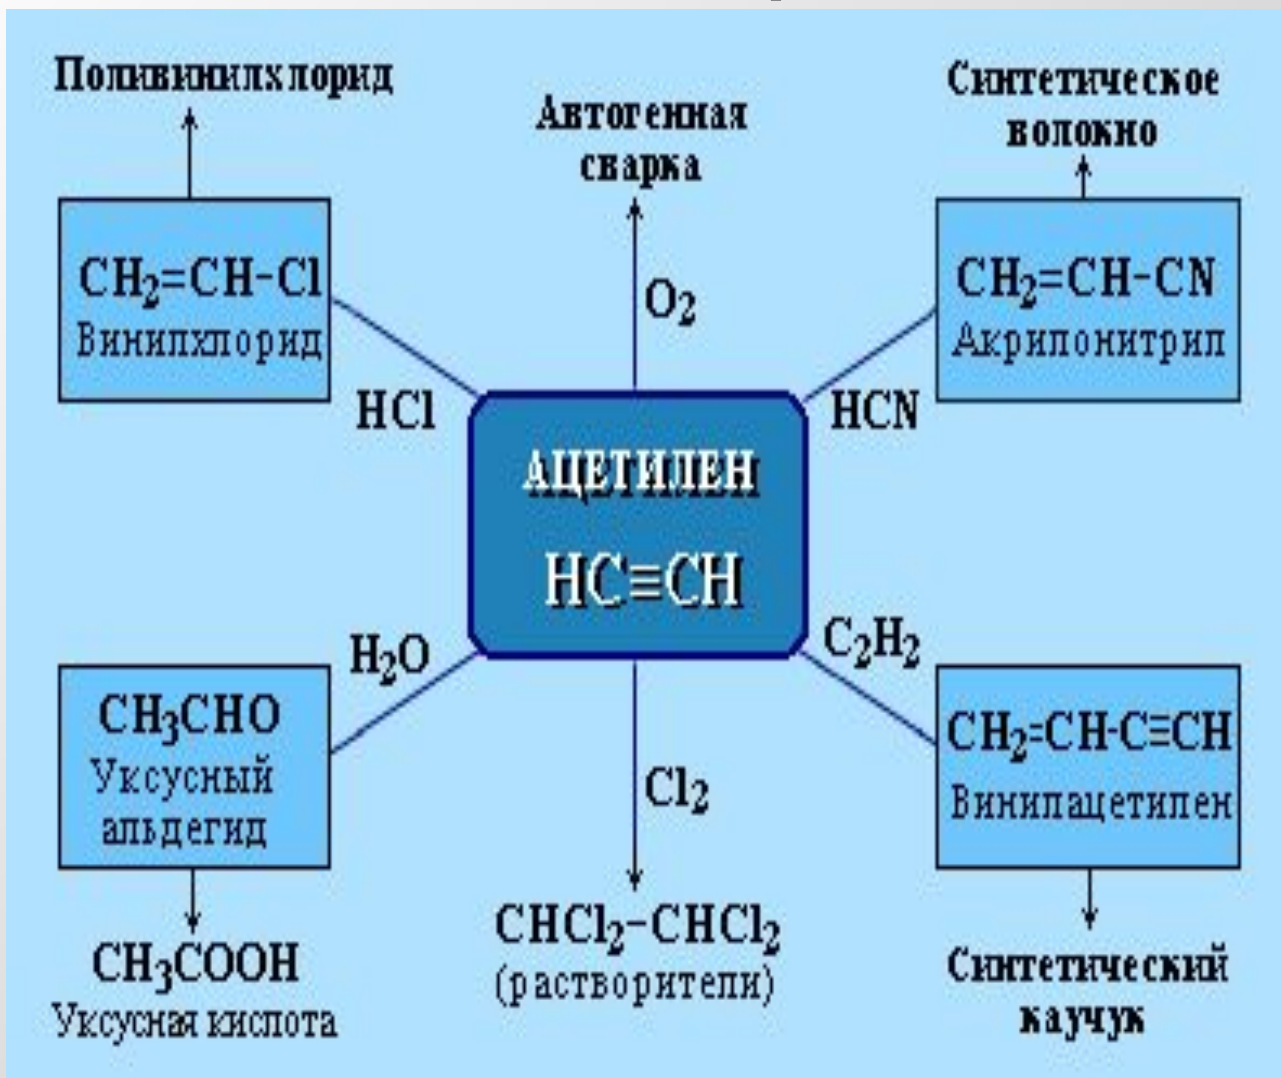 Поливинилхлорид
Автогенная
сварка
Синтетическое
волокно
CH₂=CH-Cl
Винилхлорид
O₂
CH₂=CH-CN
Акрилонитрил
HCl
HCN
АЦЕТИЛЕН
HC≡CH
H₂O
C₂H₂
CH₃CHO
Уксусный
альдегид
Cl₂
CH₂=CH-C≡CH
Винилацетилен
CH₃COOH
Уксусная кислота
CHCl₂-CHCl₂
(растворители)
Синтетический
каучук